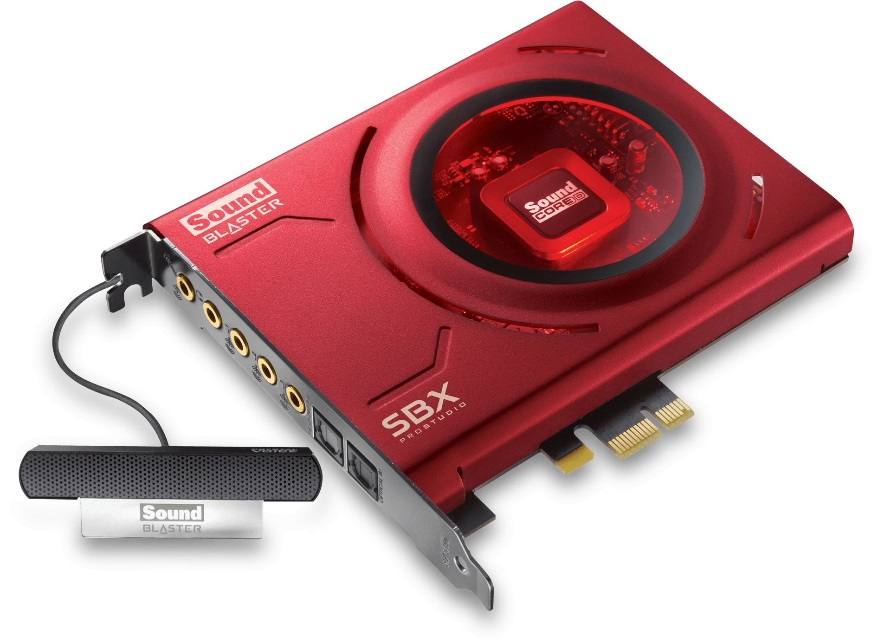 Sound
BLASTER
Sound
CORE3D
SBX
PROSTUDIO
Sound
BLASTER